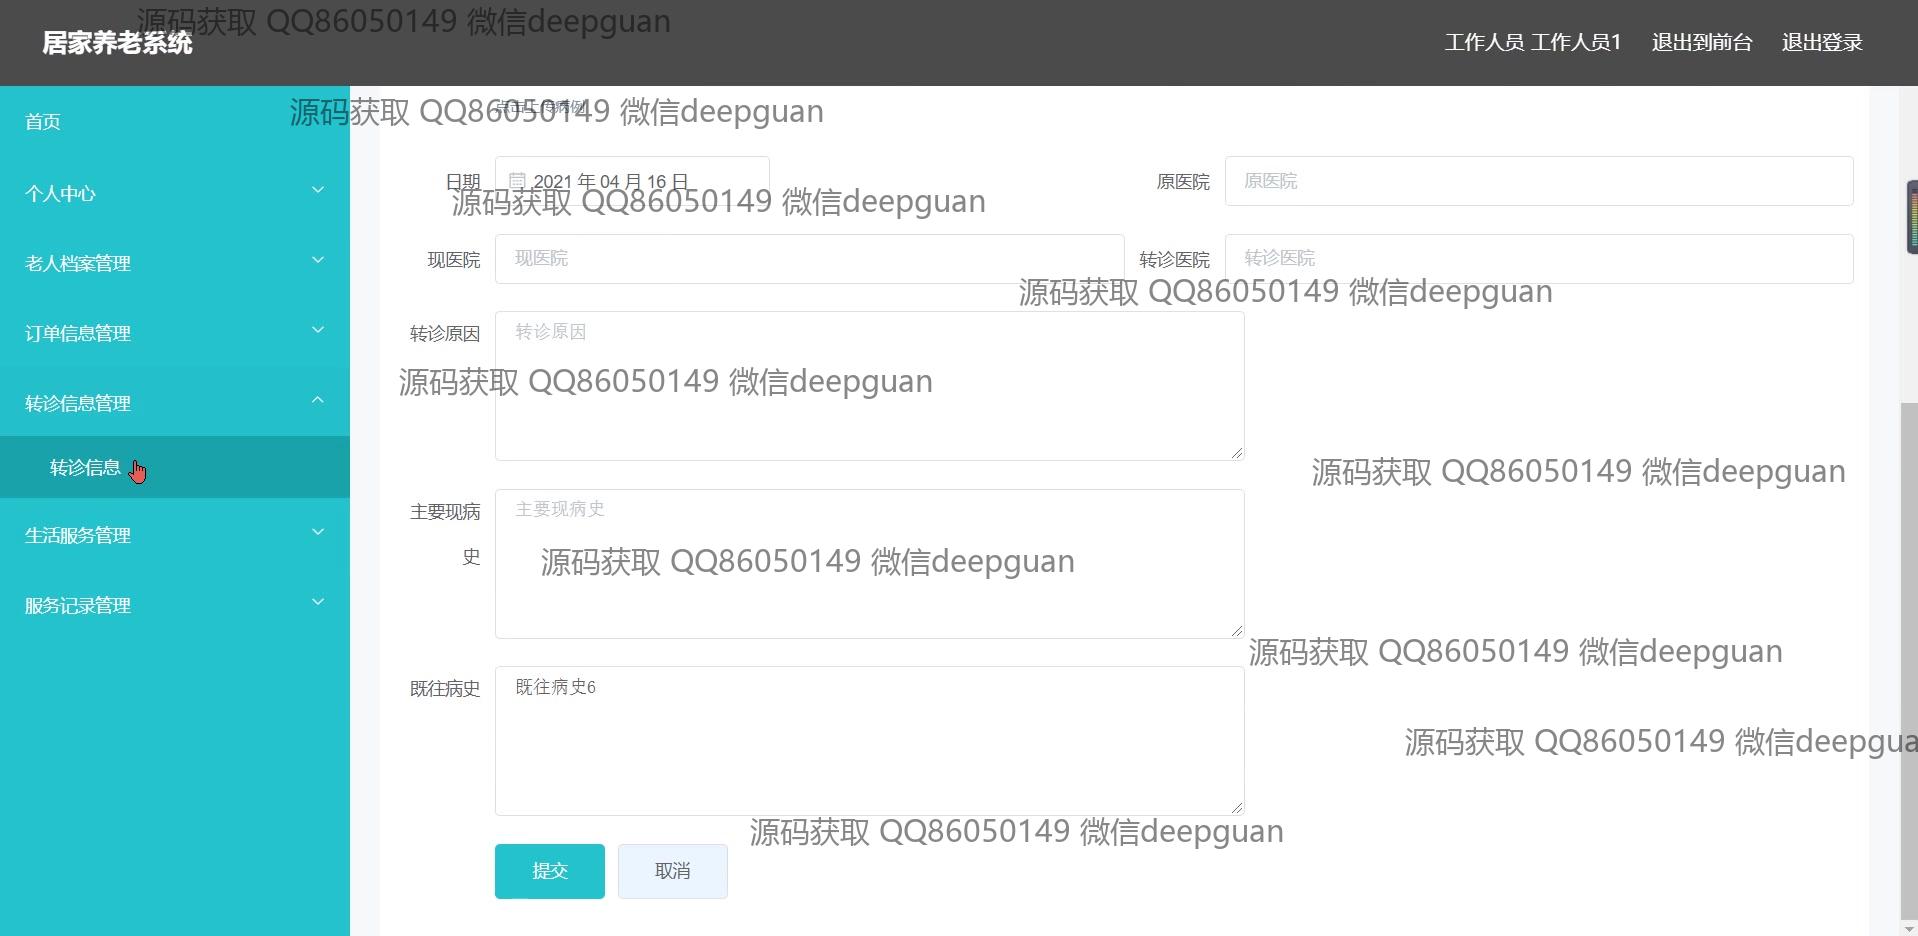 源码获取 QQ86050149 微信deepguan
居家养老系统
工作人员 工作人员1
退出到前台
退出登录
首页
点击上传病例
源码获取 QQ86050149 微信deepguan
个人中心
日期
2021 年 04 月 16 日
原医院
原医院
源码获取 QQ86050149 微信deepguan
老人档案管理
现医院
现医院
转诊医院
转诊医院
源码获取 QQ86050149 微信deepguan
订单信息管理
转诊原因
转诊原因
源码获取 QQ86050149 微信deepguan
转诊信息管理
转诊信息
源码获取 QQ86050149 微信deepguan
主要现病
史
主要现病史
生活服务管理
源码获取 QQ86050149 微信deepguan
服务记录管理
源码获取 QQ86050149 微信deepguan
既往病史
既往病史6
源码获取 QQ86050149 微信deepgua
源码获取 QQ86050149 微信deepguan
提交
取消